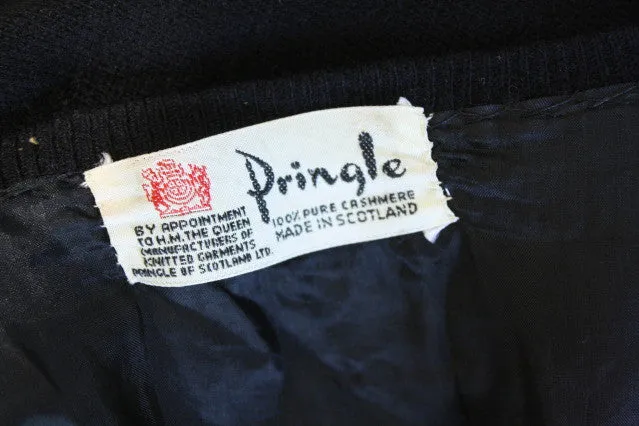 Pringle
100% PURE CASHMERE
MADE IN SCOTLAND
BY APPOINTMENT
TO H.M. THE QUEEN
MANUFACTURERS OF
KNITTED GARMENTS
PRINGLE OF SCOTLAND LTD.